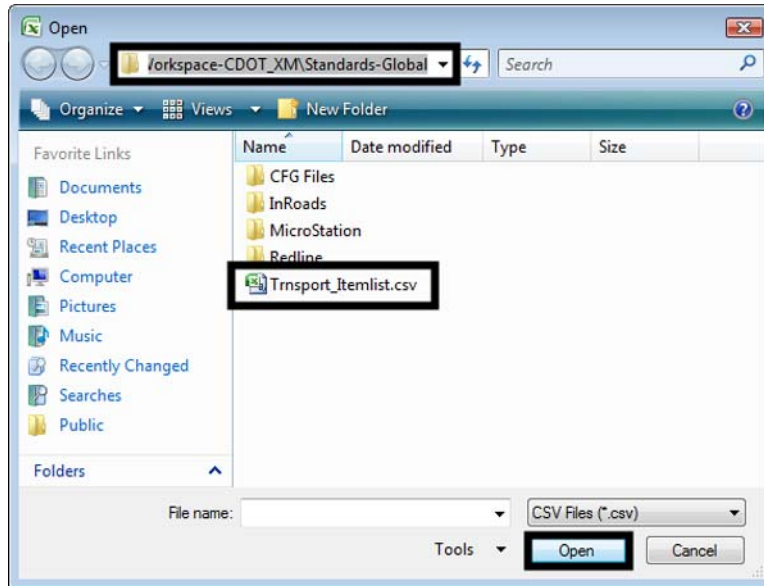 Open
Vorkspace-CDOT_XM\Standards-Global
Search
Organize Views New Folder
Favorite Links
Documents
Desktop
Recent Places
Computer
Pictures
Music
Recently Changed
Searches
Public
Folders
Name Date modified Type Size
CFG Files
InRoads
MicroStation
Redline
Trnsport_Itemlist.csv
File name:
CSV Files (*.csv)
Tools Open Cancel